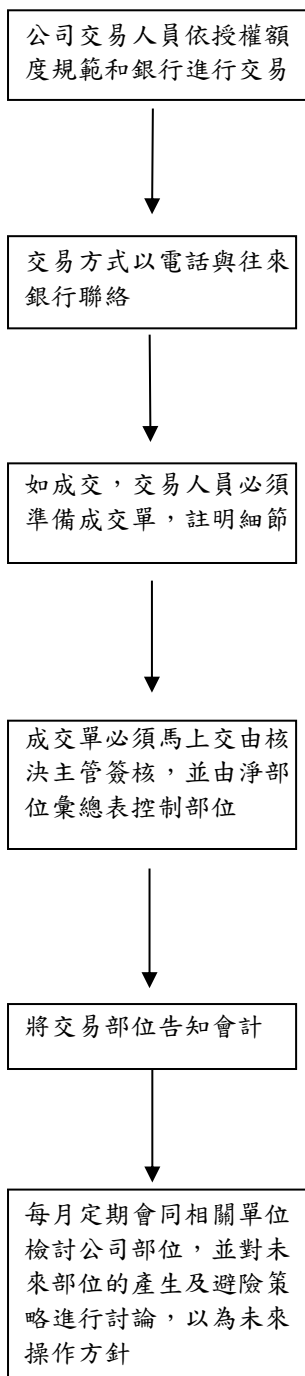 公司交易人員依授權額
度規範和銀行進行交易
交易方式以電話與往來
銀行聯絡
如成交，交易人員必須
準備成交單，註明細節
成交單必須馬上交由核
決主管簽核，並由淨部
位彙總表控制部位
將交易部位告知會計
每月定期會同相關單位
檢討公司部位，並對未
來部位的產生及避險策
略進行討論，以為未來
操作方針